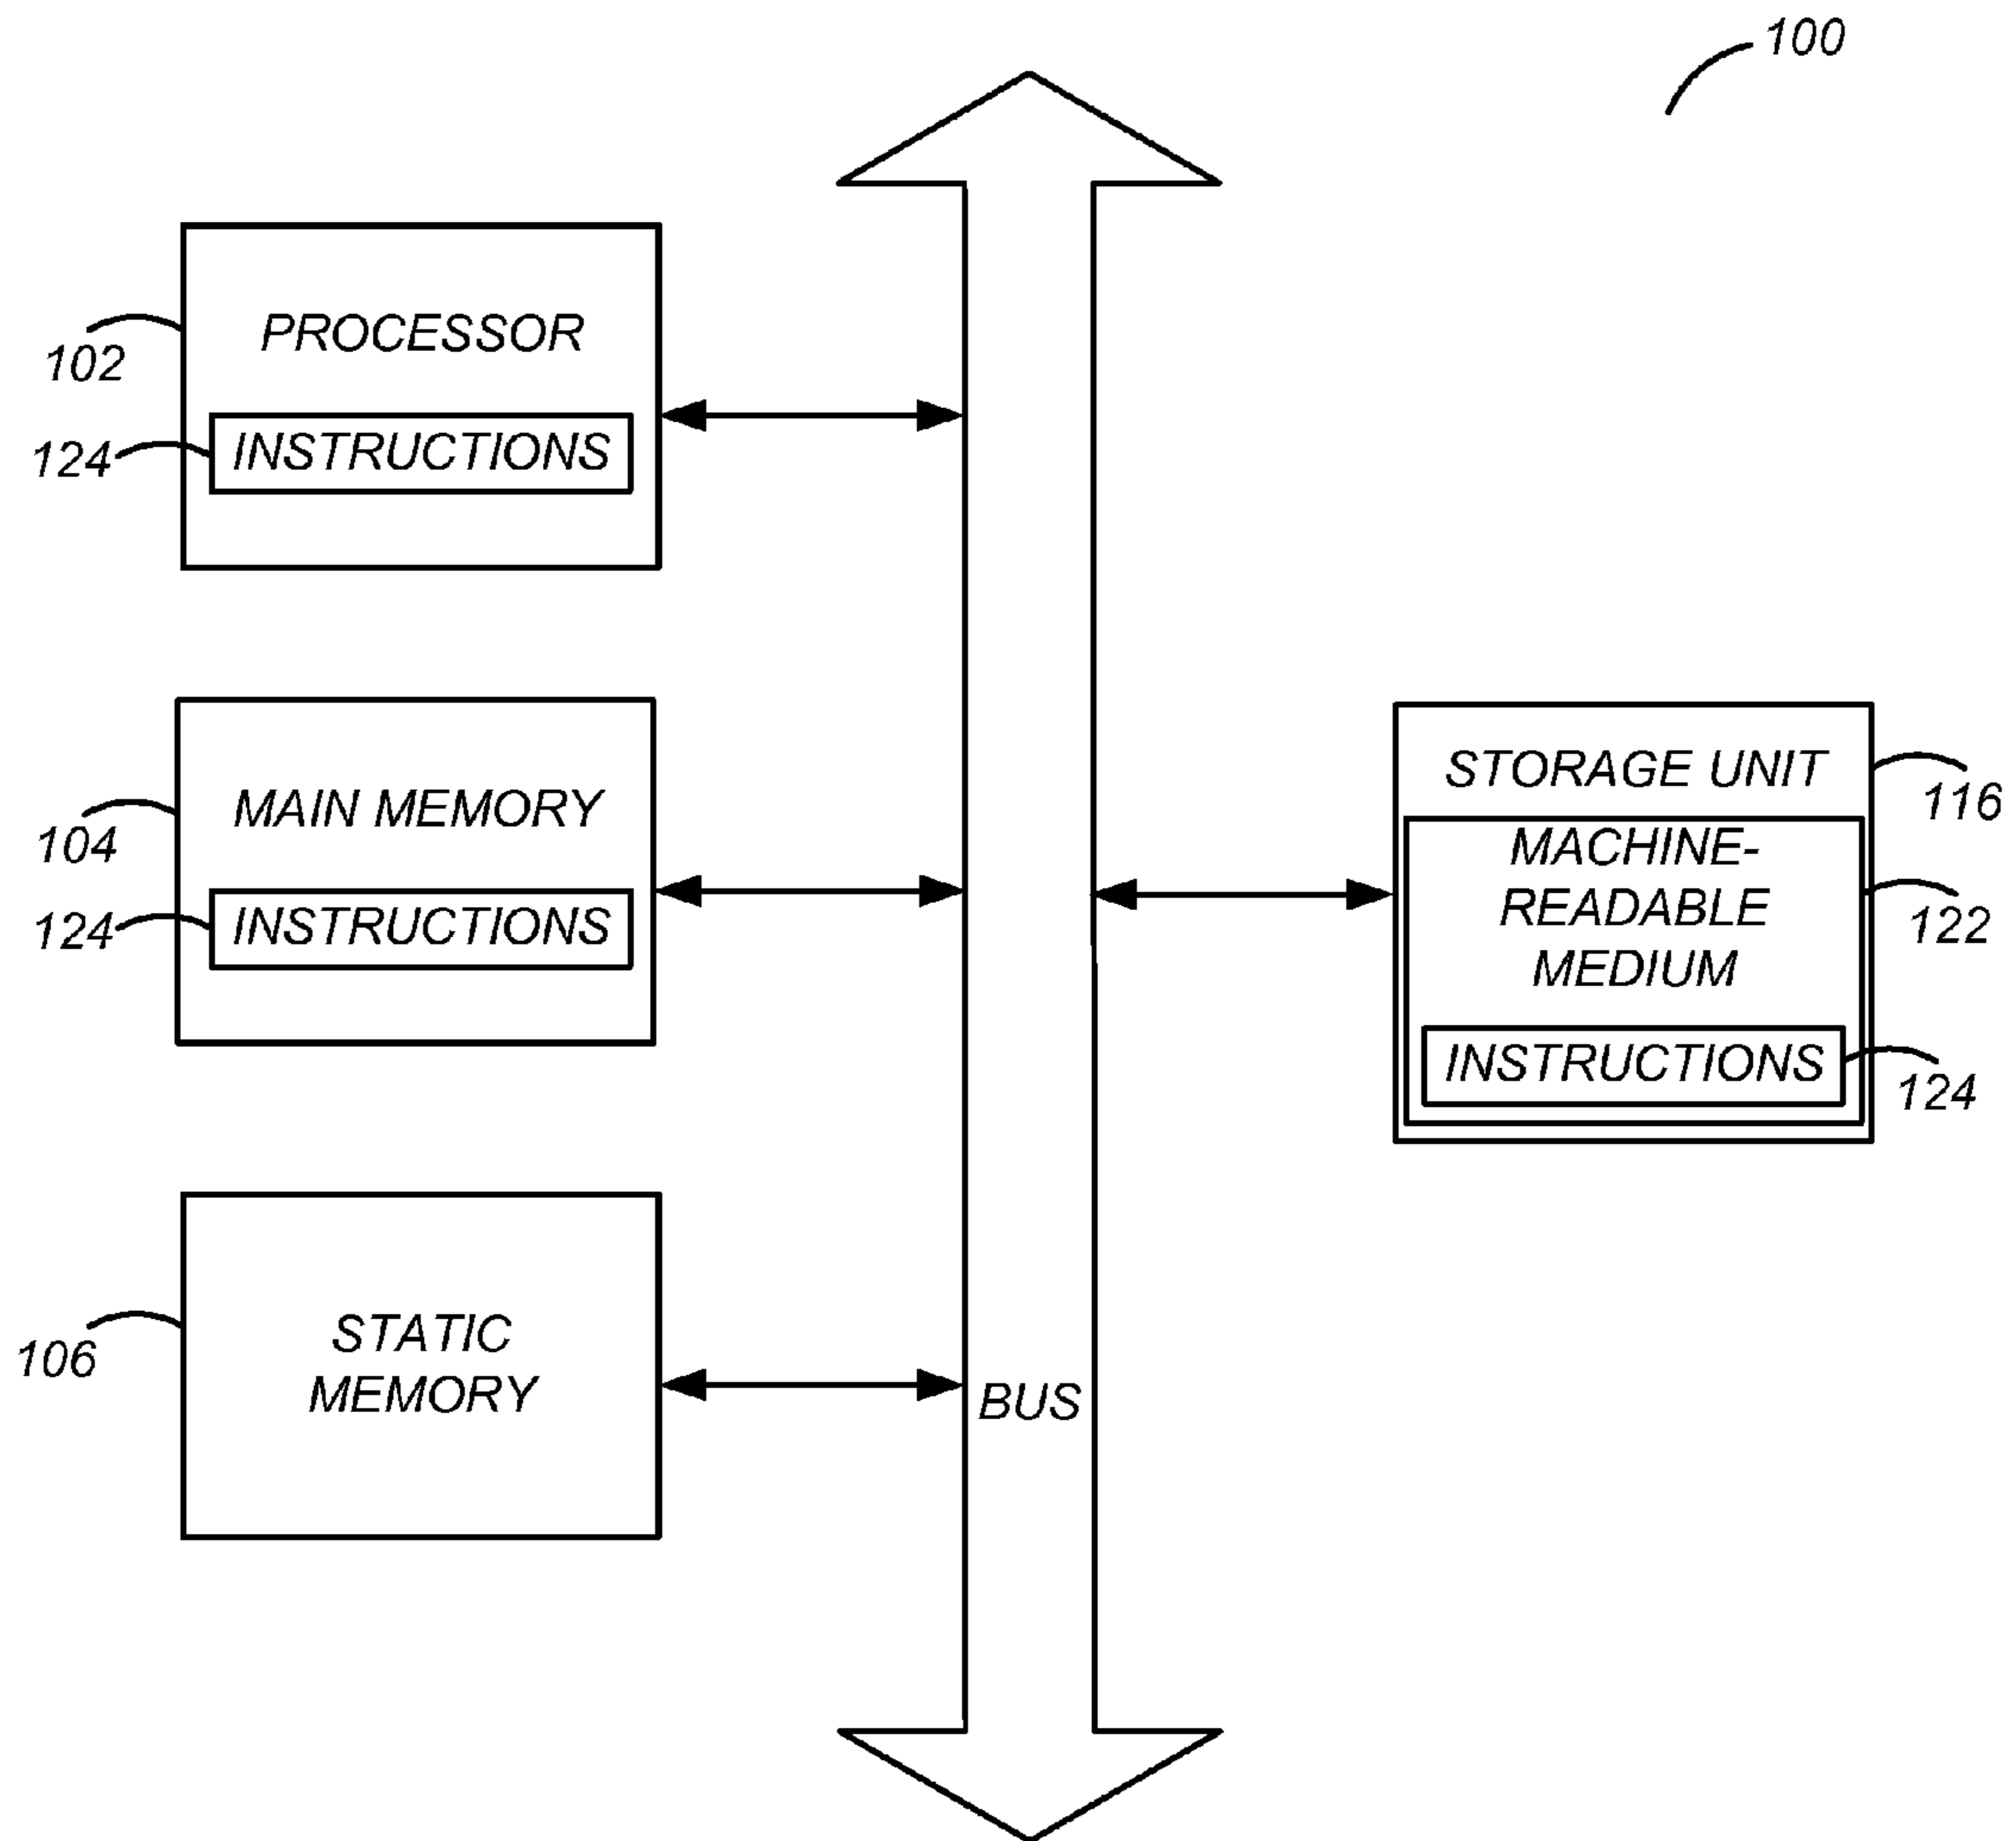 100
PROCESSOR
102
INSTRUCTIONS
124
MAIN MEMORY
104
INSTRUCTIONS
124
STORAGE UNIT
116
MACHINE-
READABLE
MEDIUM
122
INSTRUCTIONS
124
STATIC
MEMORY
106
BUS